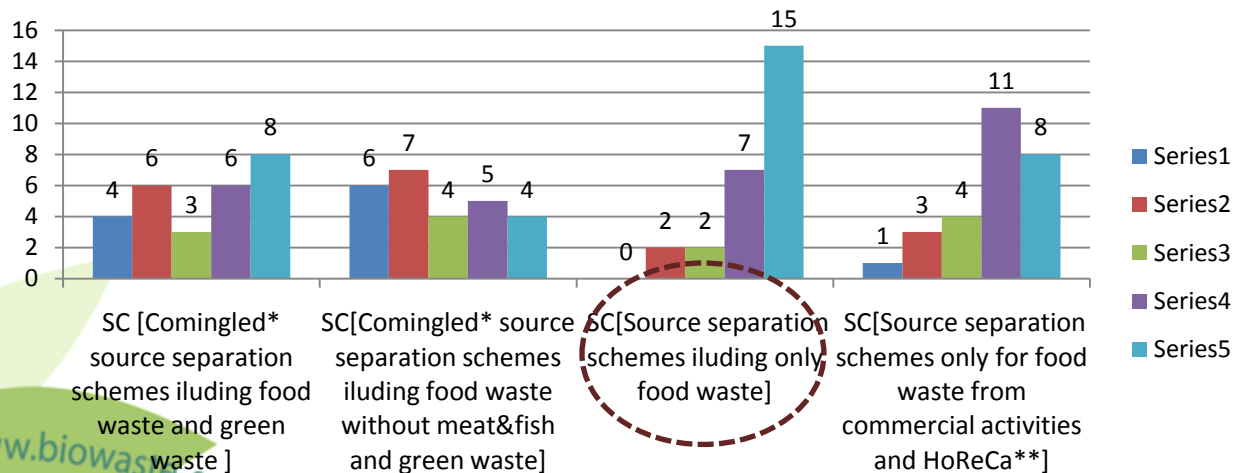 16
14
12
10
8
6
4
2
0
4
6
3
6
8
6
7
4
5
4
0
2
2
7
15
1
3
4
11
8
SC [Comingled*
source separation
schemes iluding food
waste and green
waste ]
SC[Comingled* source
separation schemes
iluding food waste
without meat&fish
and green waste]
SC[Source separation
schemes iluding only
food waste]
SC[Source separation
schemes only for food
waste from
commercial activities
and HoReCa**]
Series1
Series2
Series3
Series4
Series5